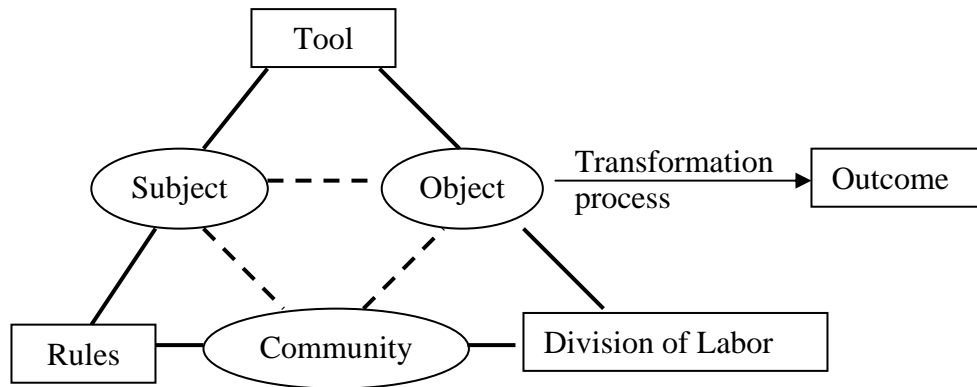 Tool
Subject
Object
Transformation
process
Outcome
Rules
Community
Division of Labor